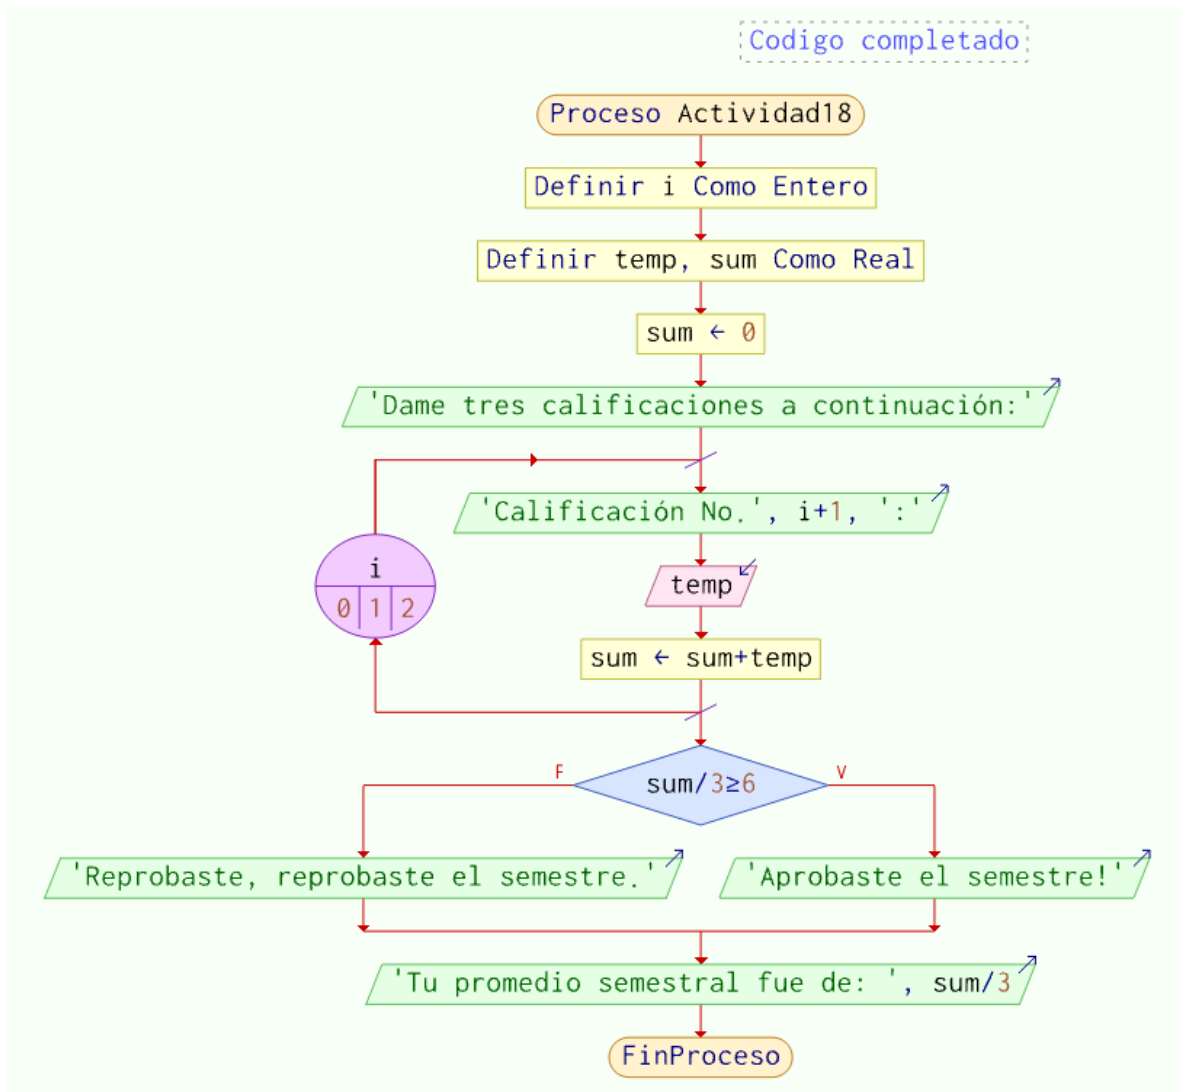 Codigo completado
Proceso Actividad18
Definir i Como Entero
Definir temp, sum Como Real
sum ← 0
'Dame tres calificaciones a continuación:'
'Calificación No.', i+1, ':'
i
0 1 2
temp
sum ← sum+temp
F
sum/3≥6
V
'Reprobaste, reprobaste el semestre.'
'Aprobaste el semestre!'
'Tu promedio semestral fue de: ', sum/3
FinProceso